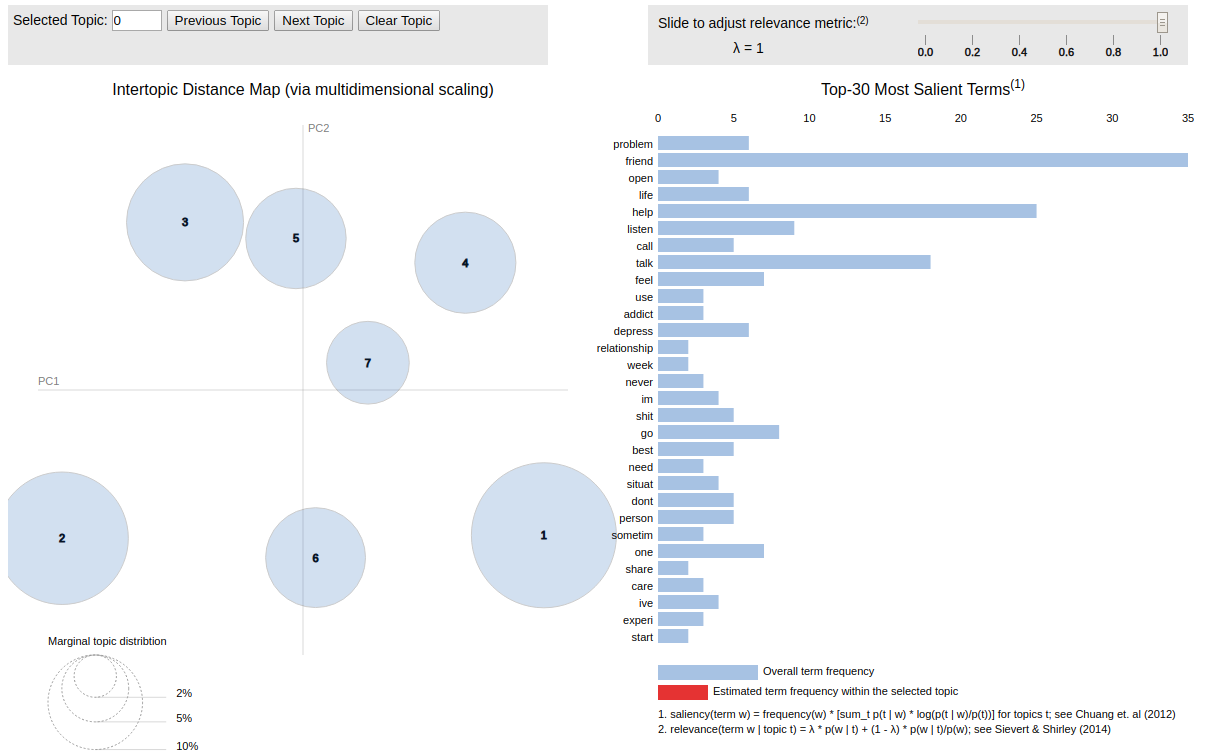 Selected Topic: 0 Previous Topic Next Topic Clear Topic
Slide to adjust relevance metric:(2)
λ = 1
0.0 0.2 0.4 0.6 0.8 1.0
Intertopic Distance Map (via multidimensional scaling)
PC2
PC1
3
5
4
7
2
6
1
Marginal topic distribtion
2%
5%
10%
Top-30 Most Salient Terms(1)
0 5 10 15 20 25 30 35
problem
friend
open
life
help
listen
call
talk
feel
use
addict
depress
relationship
week
never
im
shit
go
best
need
situat
dont
person
sometim
one
share
care
ive
experi
start
Overall term frequency
Estimated term frequency within the selected topic
1. saliency(term w) = frequency(w) * [sum_t p(t | w) * log(p(t | w)/p(t))] for topics t; see Chuang et. al (2012)
2. relevance(term w | topic t) = λ * p(w | t) + (1 - λ) * p(w | t)/p(w); see Sievert & Shirley (2014)